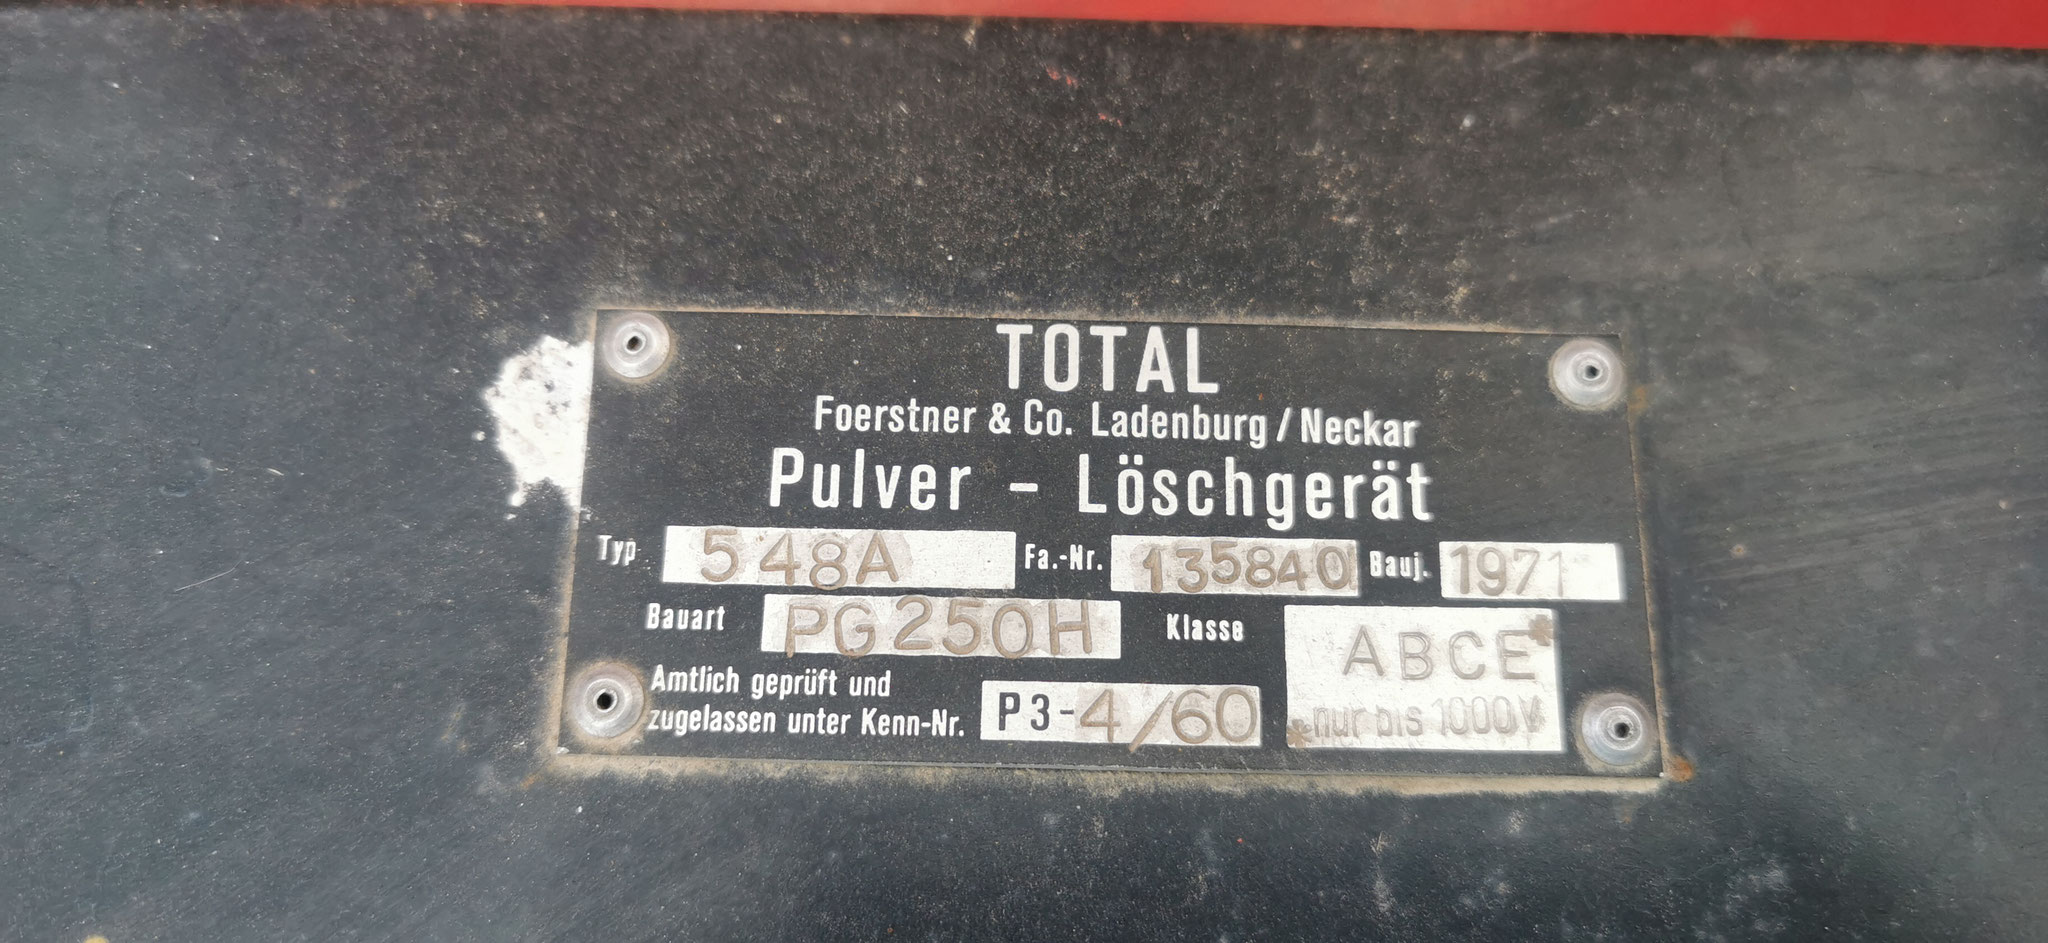 TOTAL
Foerstner & Co. Ladenburg / Neckar
Pulver - Löschgerät
Typ 548A Fa.-Nr. 135840 Bauj. 1971
Bauart PG250H Klasse ABCE*
*nur bis 1000V
Amtlich geprüft und
zugelassen unter Kenn-Nr. P3-4/60